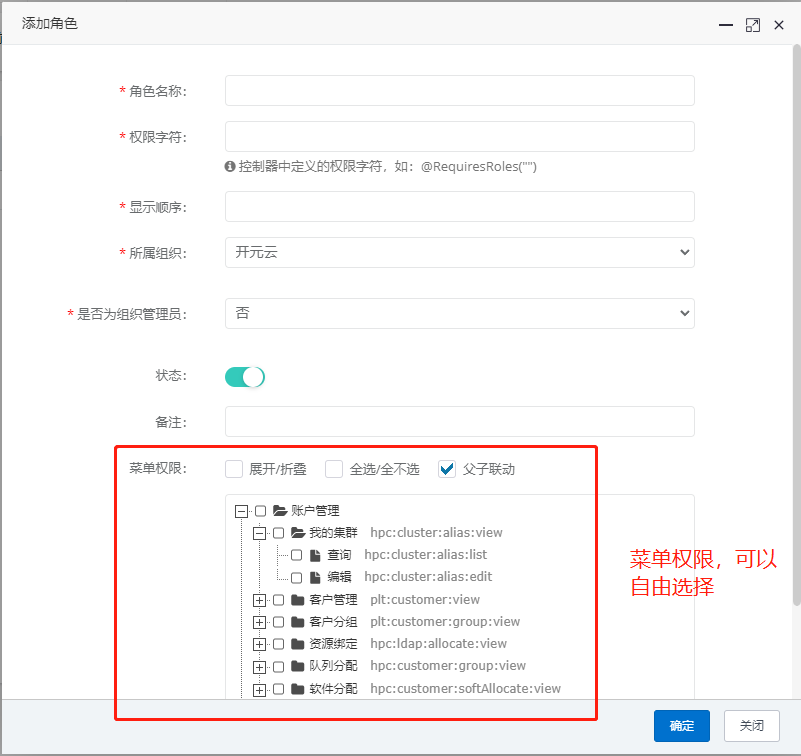 添加角色
* 角色名称:
* 权限字符:
控制器中定义的权限字符，如：@RequiresRoles("")
* 显示顺序:
* 所属组织: 开元云
* 是否为组织管理员: 否
状态:
备注:
菜单权限: 展开/折叠 全选/全不选 父子联动
账户管理
我的集群 hpc:cluster:alias:view
查询 hpc:cluster:alias:list
编辑 hpc:cluster:alias:edit
客户管理 plt:customer:view
客户分组 plt:customer:group:view
资源绑定 hpc:ldap:allocate:view
队列分配 hpc:customer:group:view
软件分配 hpc:customer:softAllocate:view
菜单权限，可以
自由选择
确定 关闭